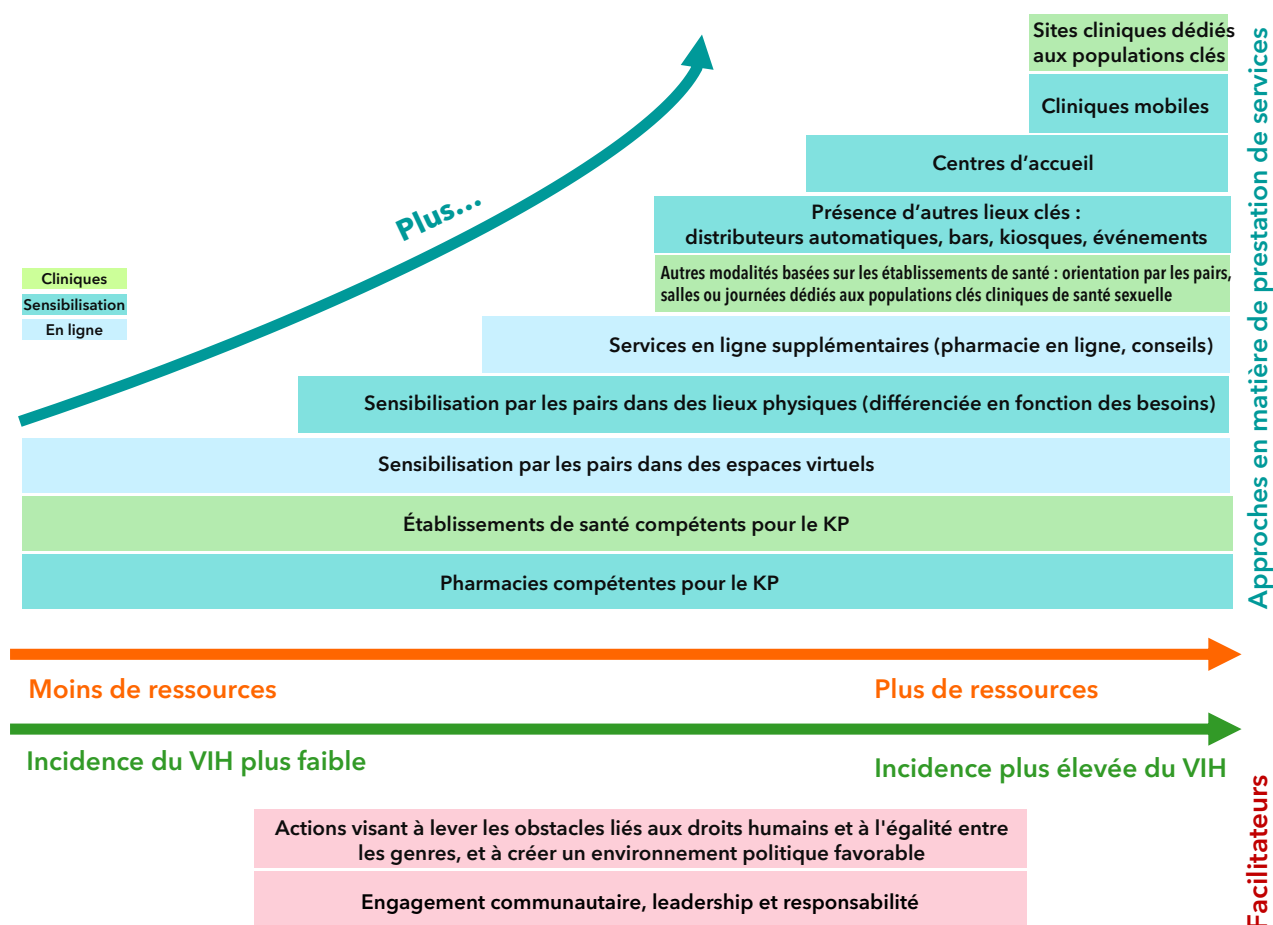 Sites cliniques dédiés
aux populations clés
Cliniques mobiles
Centres d'accueil
Présence d'autres lieux clés :
distributeurs automatiques, bars, kiosques, événements
Autres modalités basées sur les établissements de santé : orientation par les pairs,
salles ou journées dédiés aux populations clés cliniques de santé sexuelle
Services en ligne supplémentaires (pharmacie en ligne, conseils)
Sensibilisation par les pairs dans des lieux physiques (différenciée en fonction des besoins)
Sensibilisation par les pairs dans des espaces virtuels
Établissements de santé compétents pour le KP
Pharmacies compétentes pour le KP
Plus...
Cliniques
Sensibilisation
En ligne
Approches en matière de prestation de services
Moins de ressources
Plus de ressources
Incidence du VIH plus faible
Incidence plus élevée du VIH
Actions visant à lever les obstacles liés aux droits humains et à l'égalité entre
les genres, et à créer un environnement politique favorable
Engagement communautaire, leadership et responsabilité
Facilitateurs